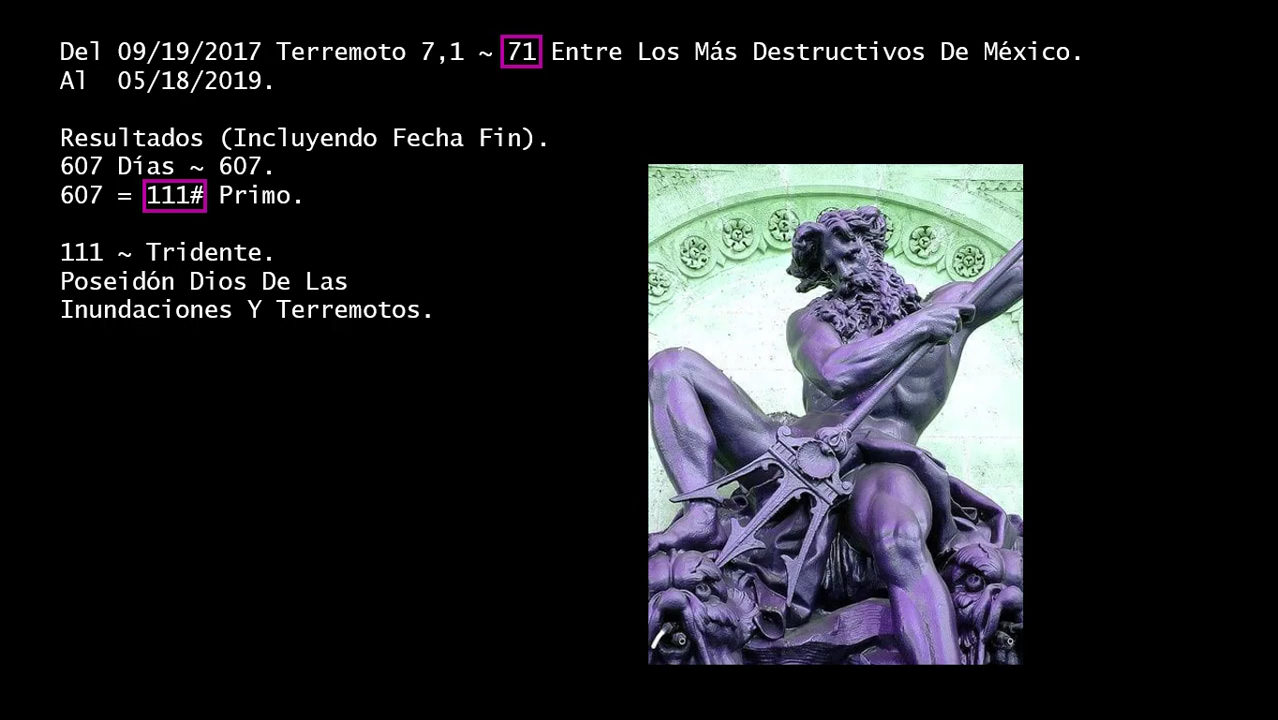 Del 09/19/2017 Terremoto 7,1 ~ 71 Entre Los Más Destructivos De México.
Al 05/18/2019.
Resultados (Incluyendo Fecha Fin).
607 Días ~ 607.
607 = 111# Primo.
111 ~ Tridente.
Poseidón Dios De Las
Inundaciones Y Terremotos.